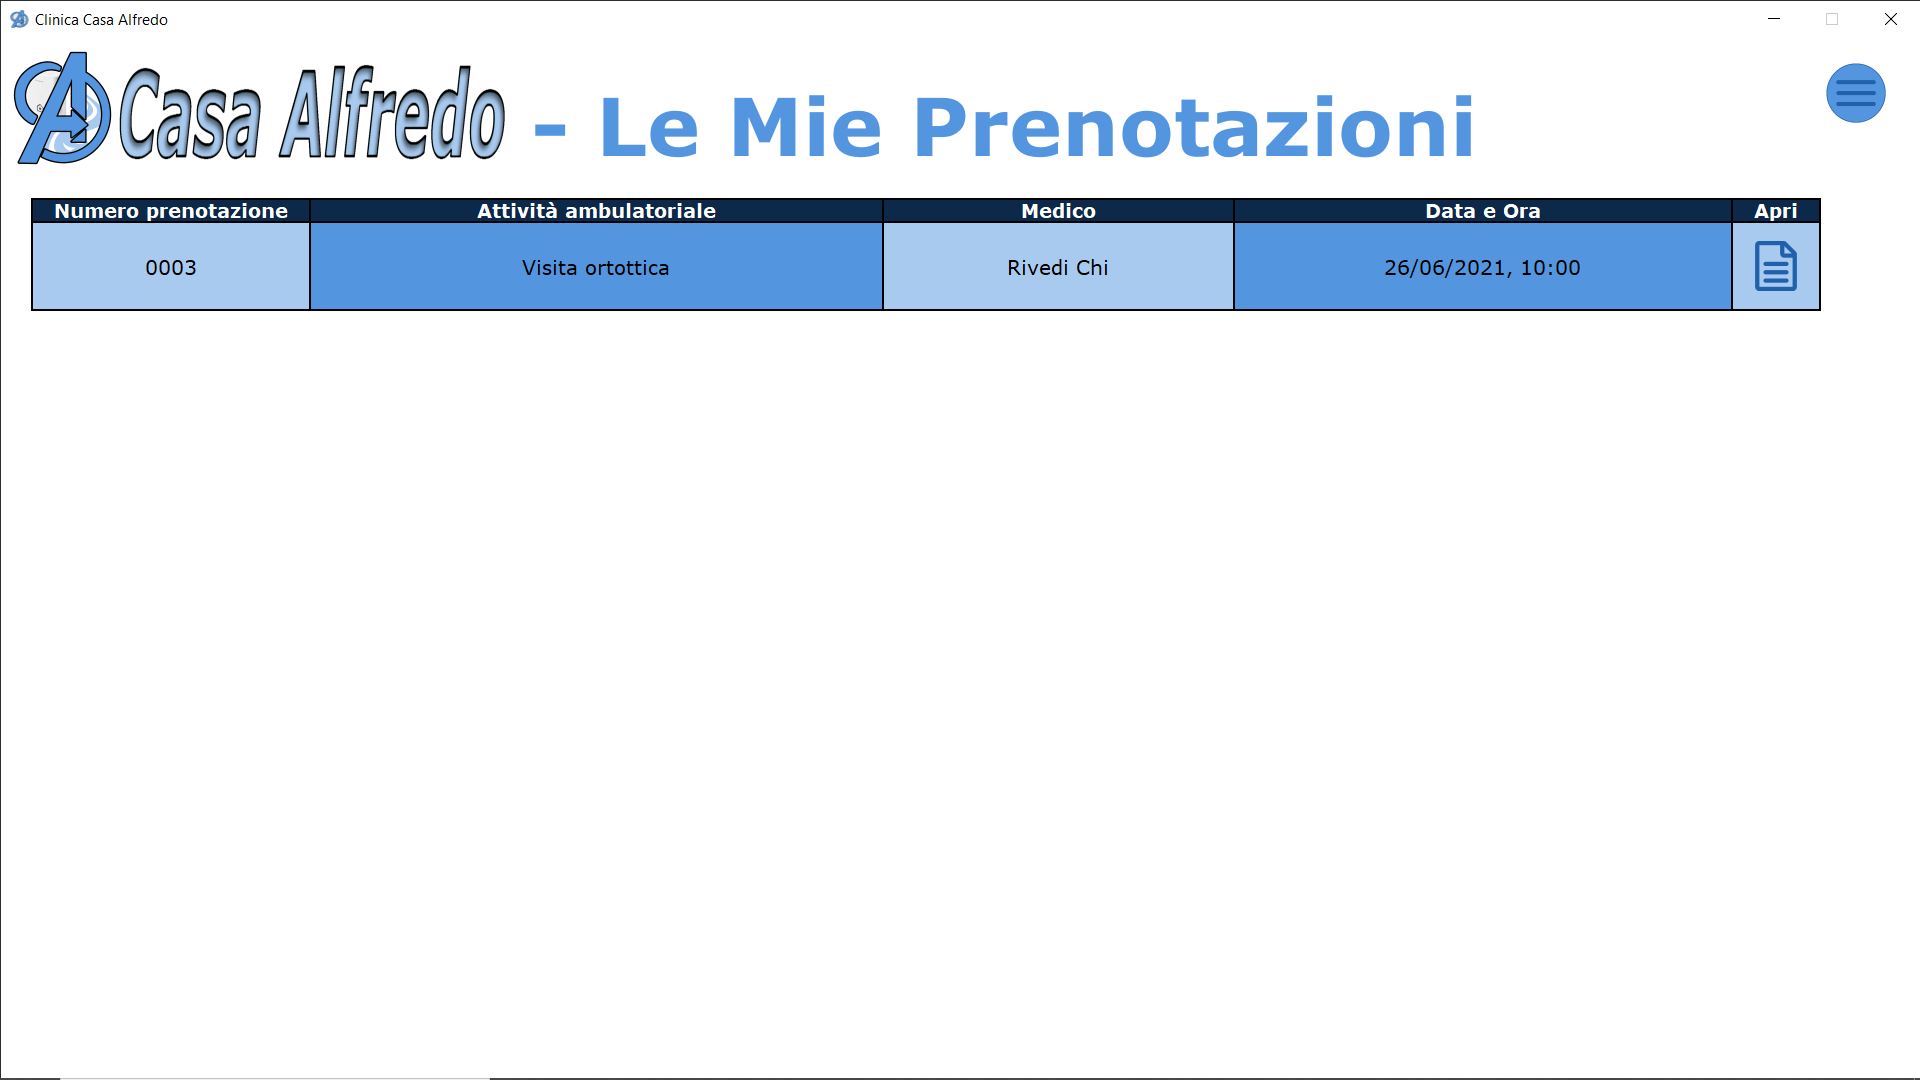 Clinica Casa Alfredo
Casa Alfredo - Le Mie Prenotazioni
Numero prenotazione Attività ambulatoriale Medico Data e Ora Apri
0003 Visita ortottica Rivedi Chi 26/06/2021, 10:00